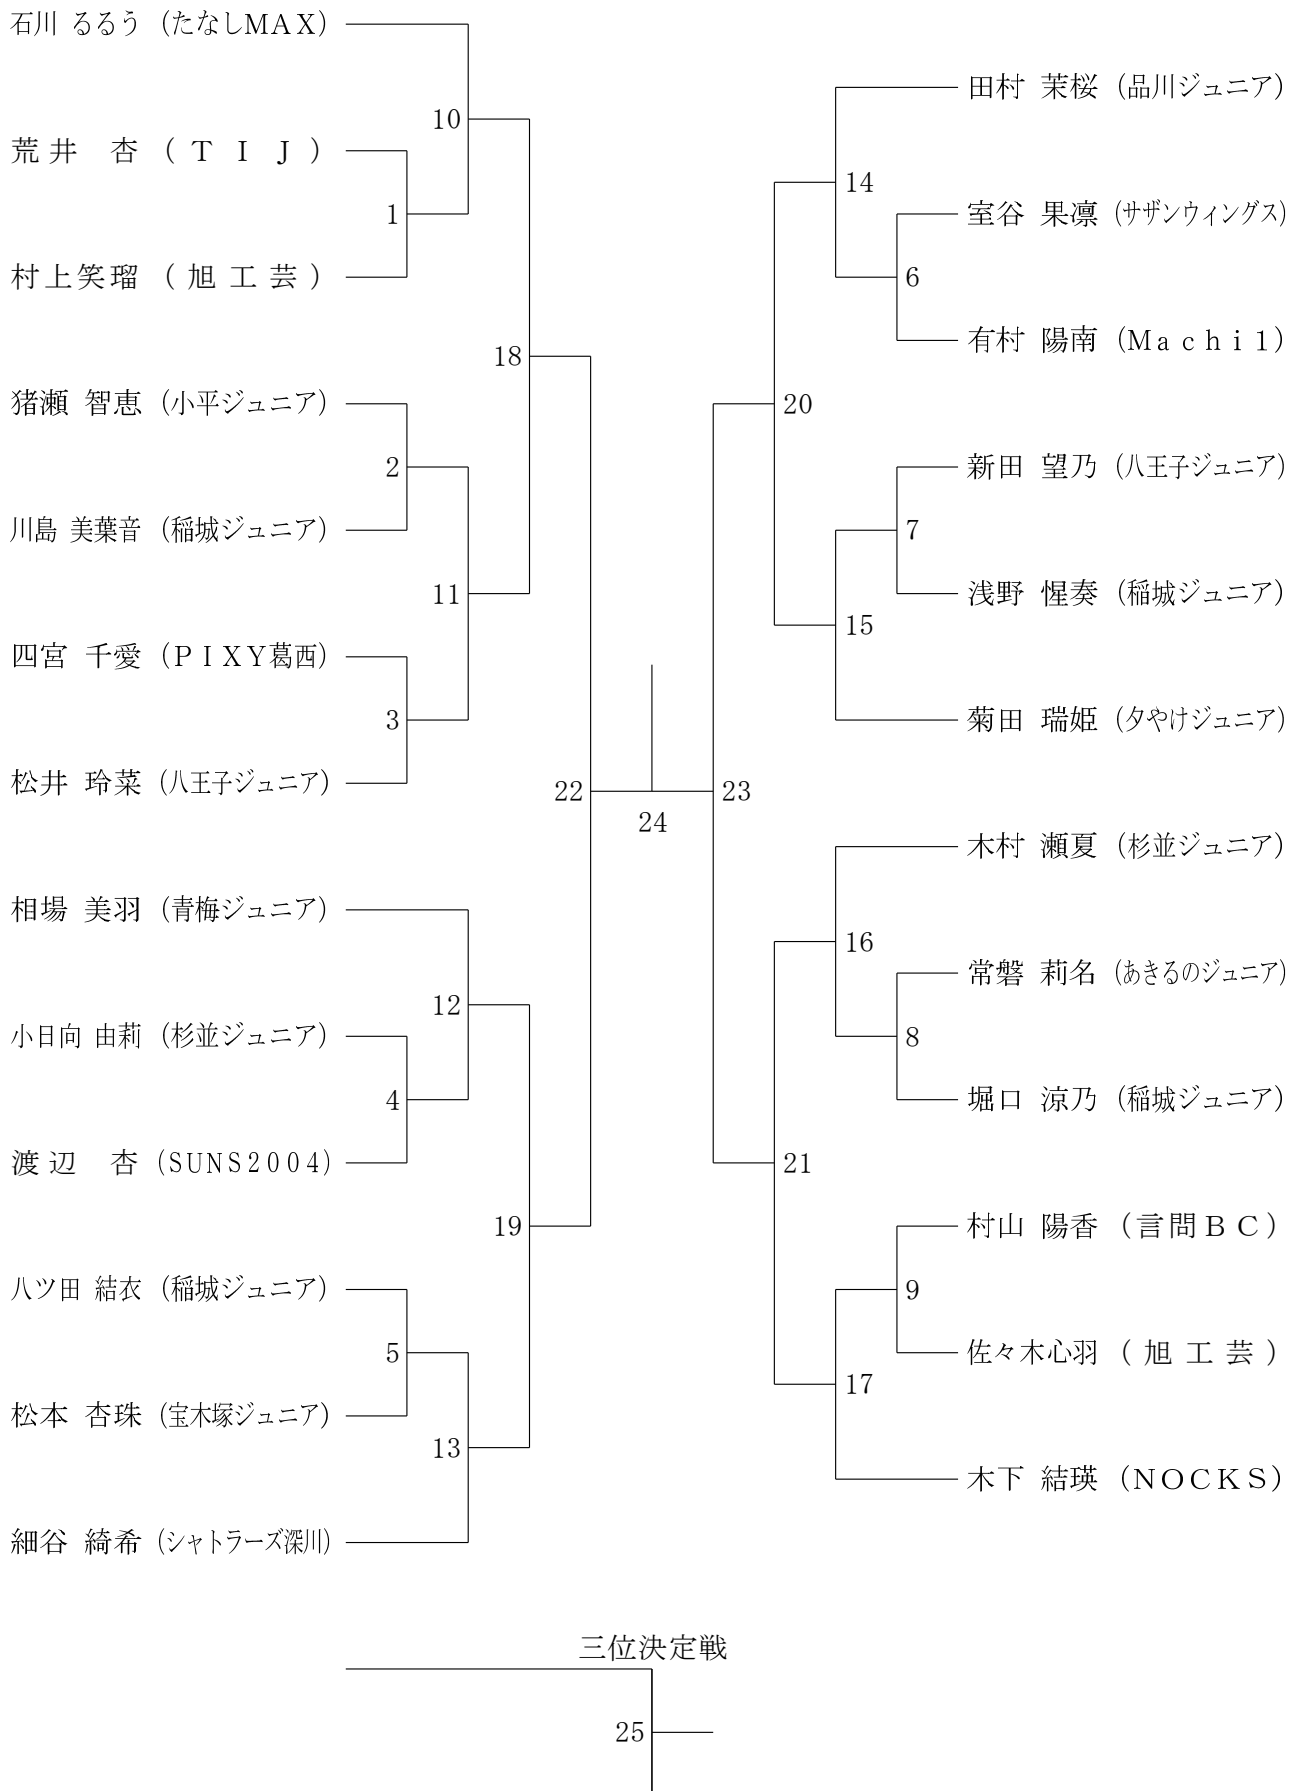 石川 るるう (たなしMAX)
荒井 杏 (TIJ)
村上笑瑠 (旭工芸)
猪瀬 智恵 (小平ジュニア)
川島 美葉音 (稲城ジュニア)
四宮 千愛 (PIXY葛西)
松井 玲菜 (八王子ジュニア)
相場 美羽 (青梅ジュニア)
小日向 由莉 (杉並ジュニア)
渡辺 杏 (SUNS2004)
八ツ田 結衣 (稲城ジュニア)
松本 杏珠 (宝木塚ジュニア)
細谷 綺希 (シャトラーズ深川)
1
2
3
4
5
10
11
12
13
18
19
22
24
23
20
21
14
15
16
17
6
7
8
9
田村 茉桜 (品川ジュニア)
室谷 果凛 (サザンウィングス)
有村 陽南 (Machi1)
新田 望乃 (八王子ジュニア)
浅野 惺奏 (稲城ジュニア)
菊田 瑞姫 (夕やけジュニア)
木村 瀬夏 (杉並ジュニア)
常磐 莉名 (あきるのジュニア)
堀口 涼乃 (稲城ジュニア)
村山 陽香 (言問BC)
佐々木心羽 (旭工芸)
木下 結瑛 (NOCKS)
三位決定戦
25